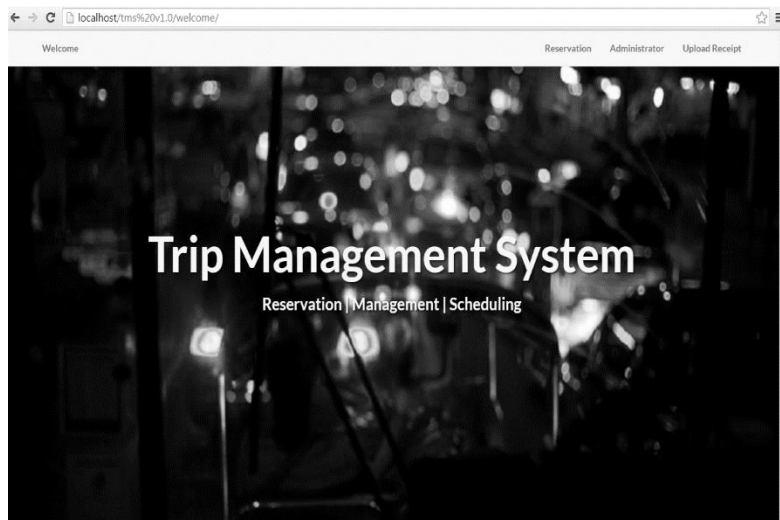 localhost/tms%20v1.0/welcome/
Welcome Reservation Administrator Upload Receipt
Trip Management System
Reservation | Management | Scheduling